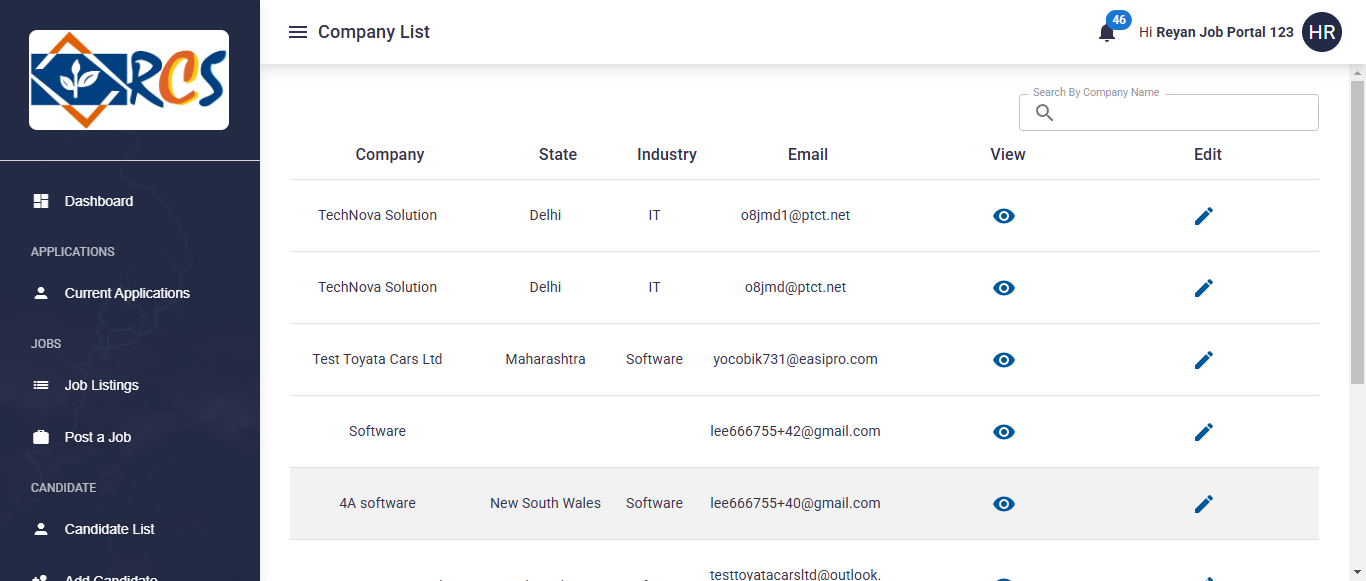 RCS
Company List
46
Hi Reyan Job Portal 123
HR
Search By Company Name
Company State Industry Email View Edit
Dashboard
TechNova Solution Delhi IT o8jmd1@ptct.net
APPLICATIONS
Current Applications
TechNova Solution Delhi IT o8jmd@ptct.net
JOBS
Test Toyata Cars Ltd Maharashtra Software yocobik731@easipro.com
Job Listings
Post a Job
Software lee666755+42@gmail.com
CANDIDATE
4A software New South Wales Software lee666755+40@gmail.com
Candidate List
Add Candidate
testtoyatacarsltd@outlook.